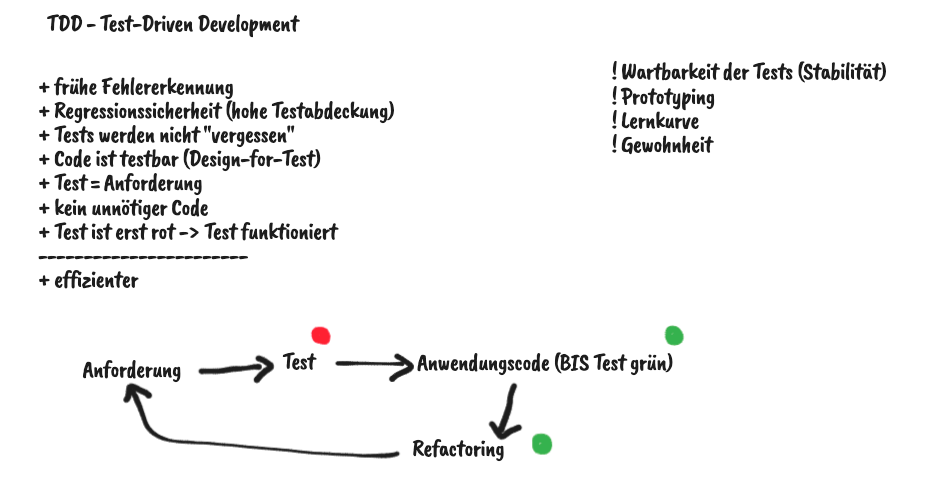 TDD - Test-Driven Development
+ frühe Fehlererkennung
+ Regressionssicherheit (hohe Testabdeckung)
+ Tests werden nicht "vergessen"
+ Code ist testbar (Design-for-Test)
+ Test = Anforderung
+ kein unnötiger Code
+ Test ist erst rot -> Test funktioniert
-----------------------
+ effizienter
! Wartbarkeit der Tests (Stabilität)
! Prototyping
! Lernkurve
! Gewohnheit
Anforderung
Test
Anwendungscode (BIS Test grün)
Refactoring